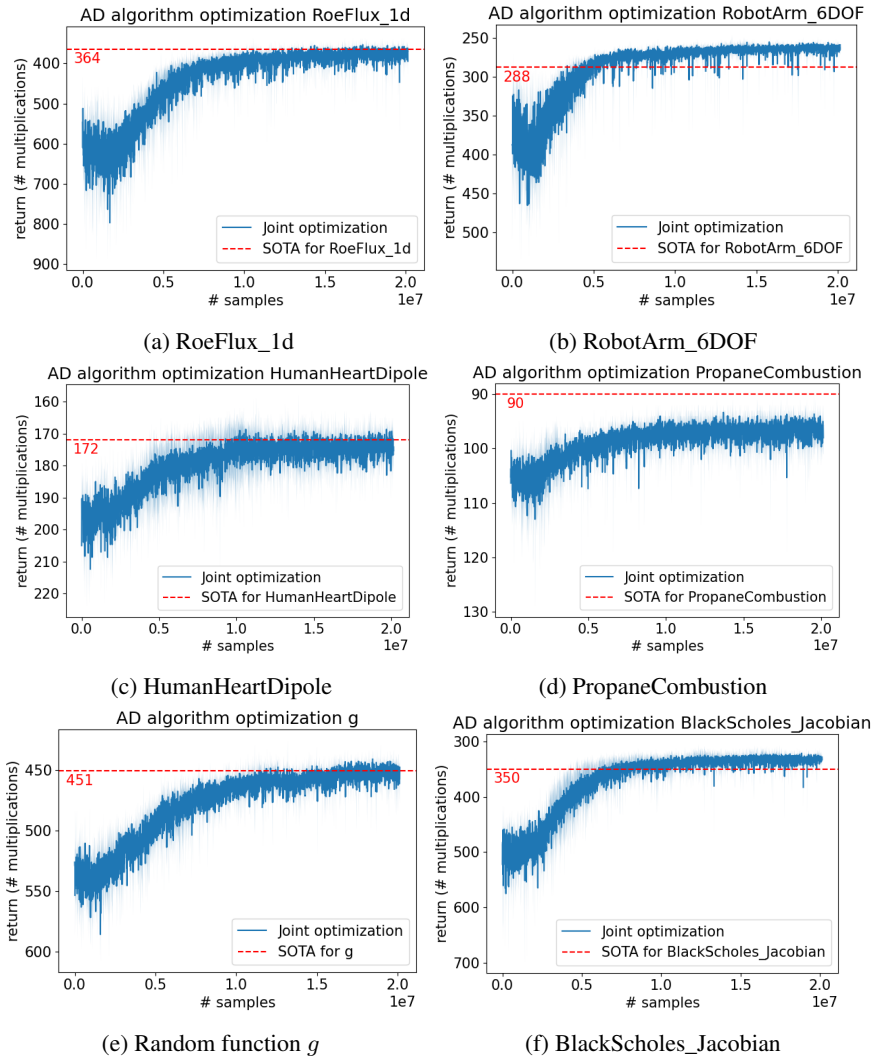 AD algorithm optimization RoeFlux_1d
return (# multiplications)
400
500
600
700
800
900
364
Joint optimization
SOTA for RoeFlux_1d
0.0 0.5 1.0 1.5 2.0
# samples
1e7
(a) RoeFlux_1d
AD algorithm optimization RobotArm_6DOF
return (# multiplications)
250
300
350
400
450
500
288
Joint optimization
SOTA for RobotArm_6DOF
0.0 0.5 1.0 1.5 2.0
# samples
1e7
(b) RobotArm_6DOF
AD algorithm optimization HumanHeartDipole
return (# multiplications)
160
170
180
190
200
210
220
172
Joint optimization
SOTA for HumanHeartDipole
0.0 0.5 1.0 1.5 2.0
# samples
1e7
(c) HumanHeartDipole
AD algorithm optimization PropaneCombustion
return (# multiplications)
90
100
110
120
130
90
Joint optimization
SOTA for PropaneCombustion
0.0 0.5 1.0 1.5 2.0
# samples
1e7
(d) PropaneCombustion
AD algorithm optimization g
return (# multiplications)
450
500
550
600
451
Joint optimization
SOTA for g
0.0 0.5 1.0 1.5 2.0
# samples
1e7
(e) Random function g
AD algorithm optimization BlackScholes_Jacobian
return (# multiplications)
300
400
500
600
700
350
Joint optimization
SOTA for BlackScholes_Jacobian
0.0 0.5 1.0 1.5 2.0
# samples
1e7
(f) BlackScholes_Jacobian